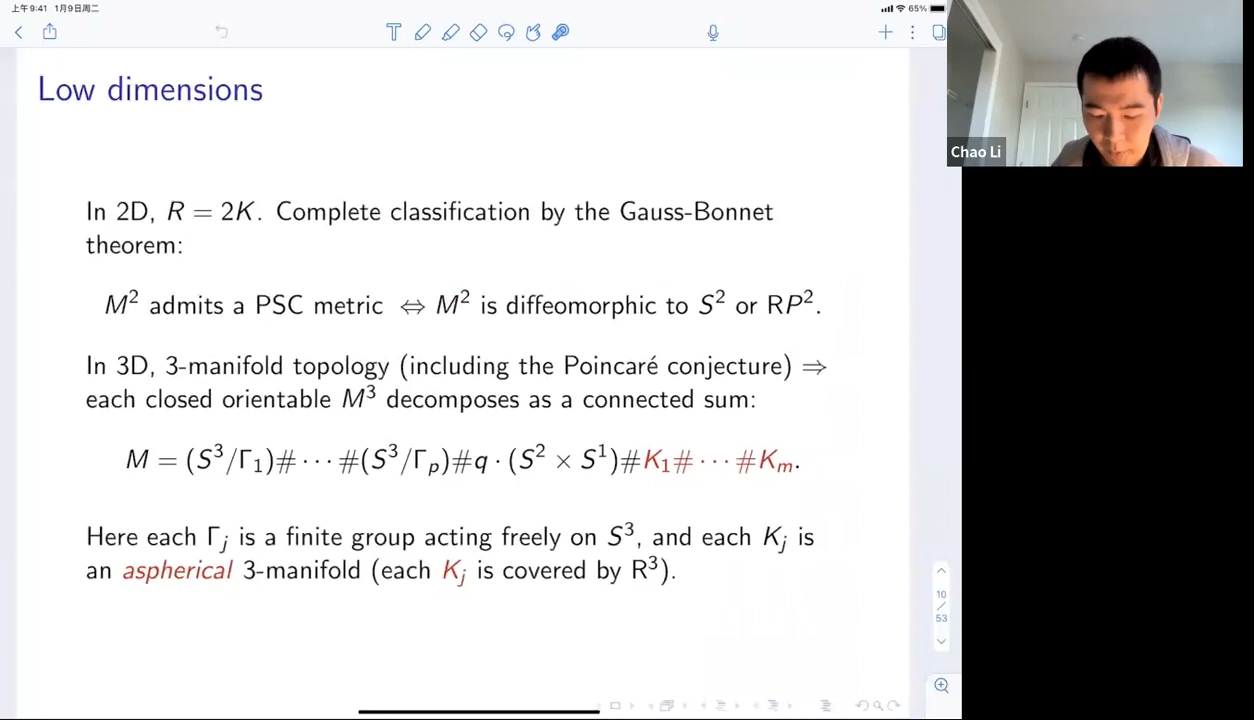 上午9:41 1月9日周二
65%
Low dimensions
In 2D, R = 2K. Complete classification by the Gauss-Bonnet
theorem:
M² admits a PSC metric ⇔ M² is diffeomorphic to S² or RP².
In 3D, 3-manifold topology (including the Poincaré conjecture) ⇒
each closed orientable M³ decomposes as a connected sum:
M = (S³/Γ₁)#⋯#(S³/Γₚ)#q · (S² × S¹)#K₁#⋯#Kₘ.
Here each Γⱼ is a finite group acting freely on S³, and each Kⱼ is
an aspherical 3-manifold (each Kⱼ is covered by R³).
10
/
53
Chao Li